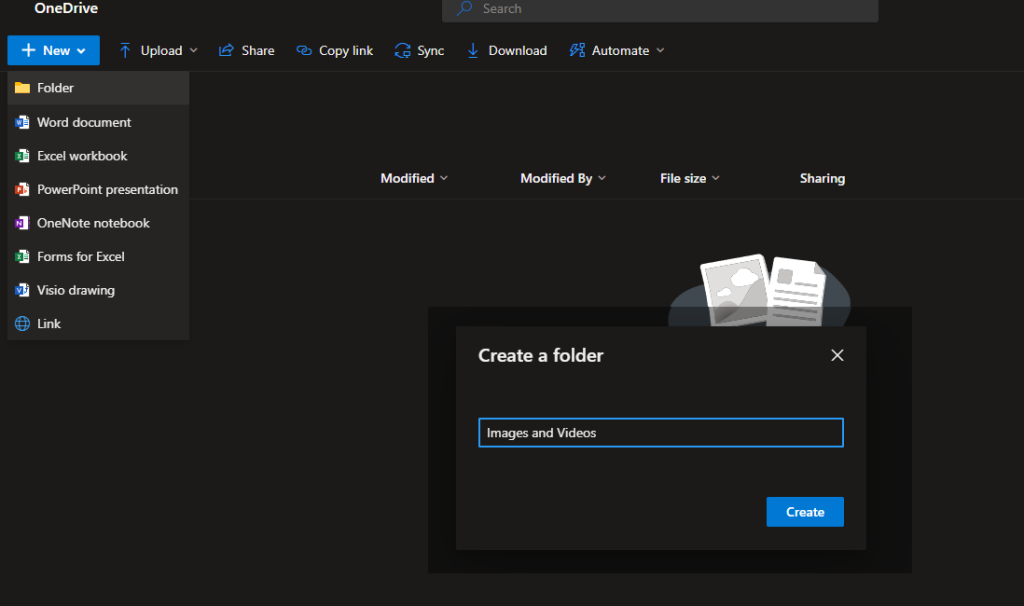 OneDrive
Search
New
Upload
Share
Copy link
Sync
Download
Automate
Folder
Word document
Excel workbook
PowerPoint presentation
OneNote notebook
Forms for Excel
Visio drawing
Link
Modified
Modified By
File size
Sharing
Create a folder
Images and Videos
Create